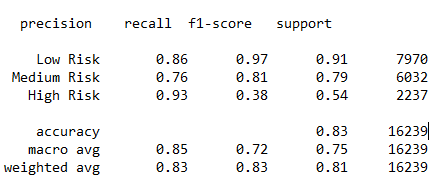 precision recall f1-score support
Low Risk 0.86 0.97 0.91 7970
Medium Risk 0.76 0.81 0.79 6032
High Risk 0.93 0.38 0.54 2237
accuracy 0.83 16239
macro avg 0.85 0.72 0.75 16239
weighted avg 0.83 0.83 0.81 16239